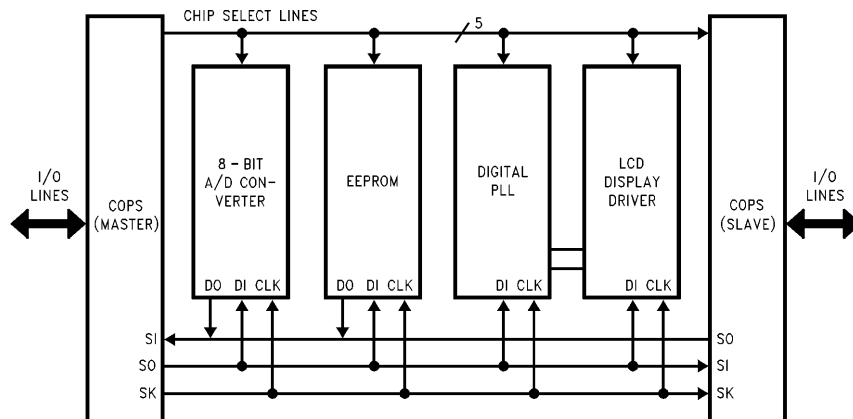 CHIP SELECT LINES
5
8 - BIT
A/D CON-
VERTER
EEPROM
DIGITAL
PLL
LCD
DISPLAY
DRIVER
I/O
LINES
COPS
(MASTER)
COPS
(SLAVE)
I/O
LINES
DO DI CLK
DO DI CLK
DI CLK
DI CLK
SI
SO
SO
SI
SK
SK